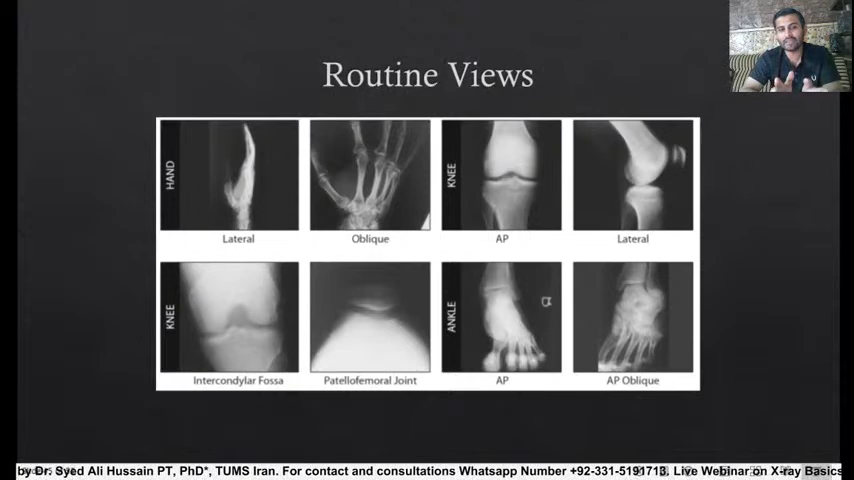 Routine Views
HAND
Lateral
Oblique
KNEE
AP
Lateral
KNEE
Intercondylar Fossa
Patellofemoral Joint
ANKLE
AP
AP Oblique
by Dr. Syed Ali Hussain PT, PhD*, TUMS Iran. For contact and consultations Whatsapp Number +92-331-5191713. Live Webinar on X-ray Basics